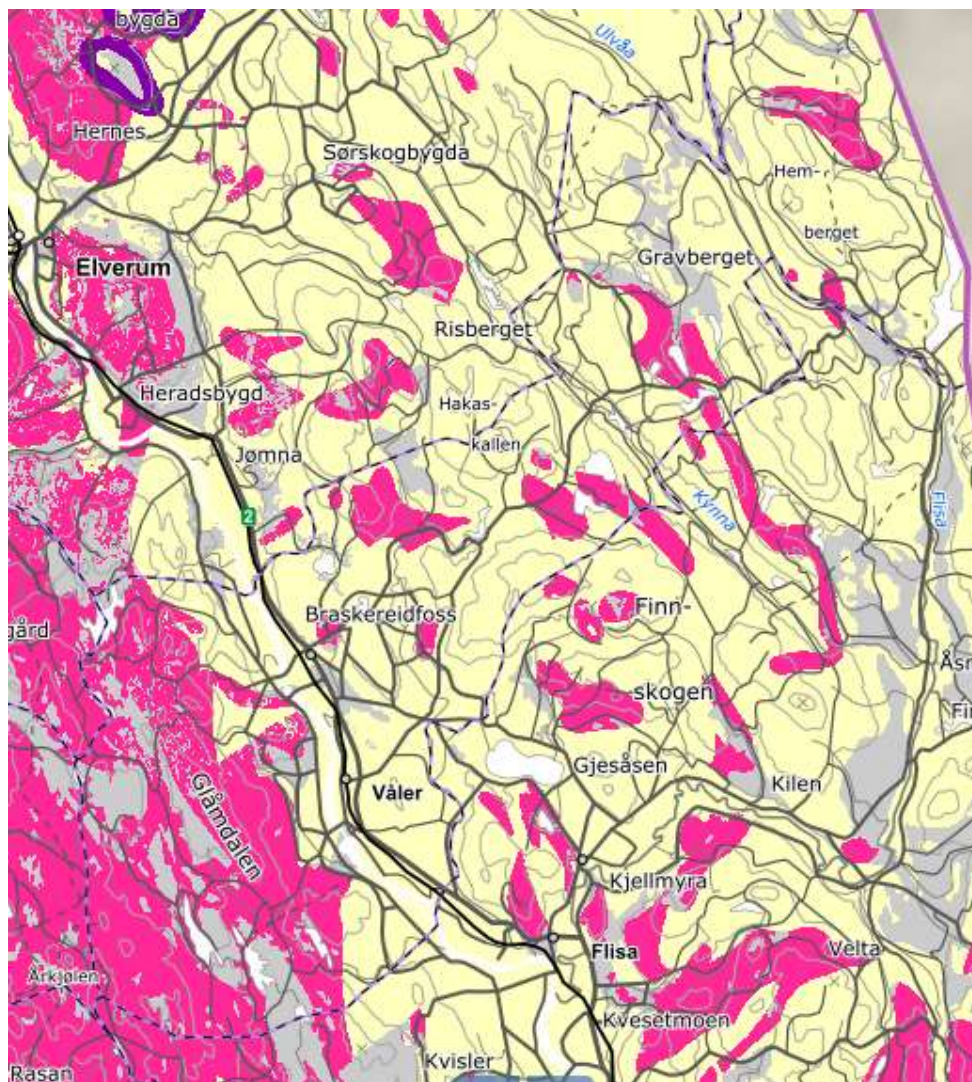 bygda
Ulvåa
Hernes
Sørskogbygda
Hem-
berget
Gravberget
Elverum
Risberget
Heradsbygd
Hakas-
kallen
Jømna
2
Kynna
Flisa
Braskereidfoss
Finn-
gård
skogen
Gjesåsen
Kilen
Våler
Glåmdalen
Kjellmyra
Flisa
Velta
Årkjølen
Kvesetmoen
Kvisler
Rasan